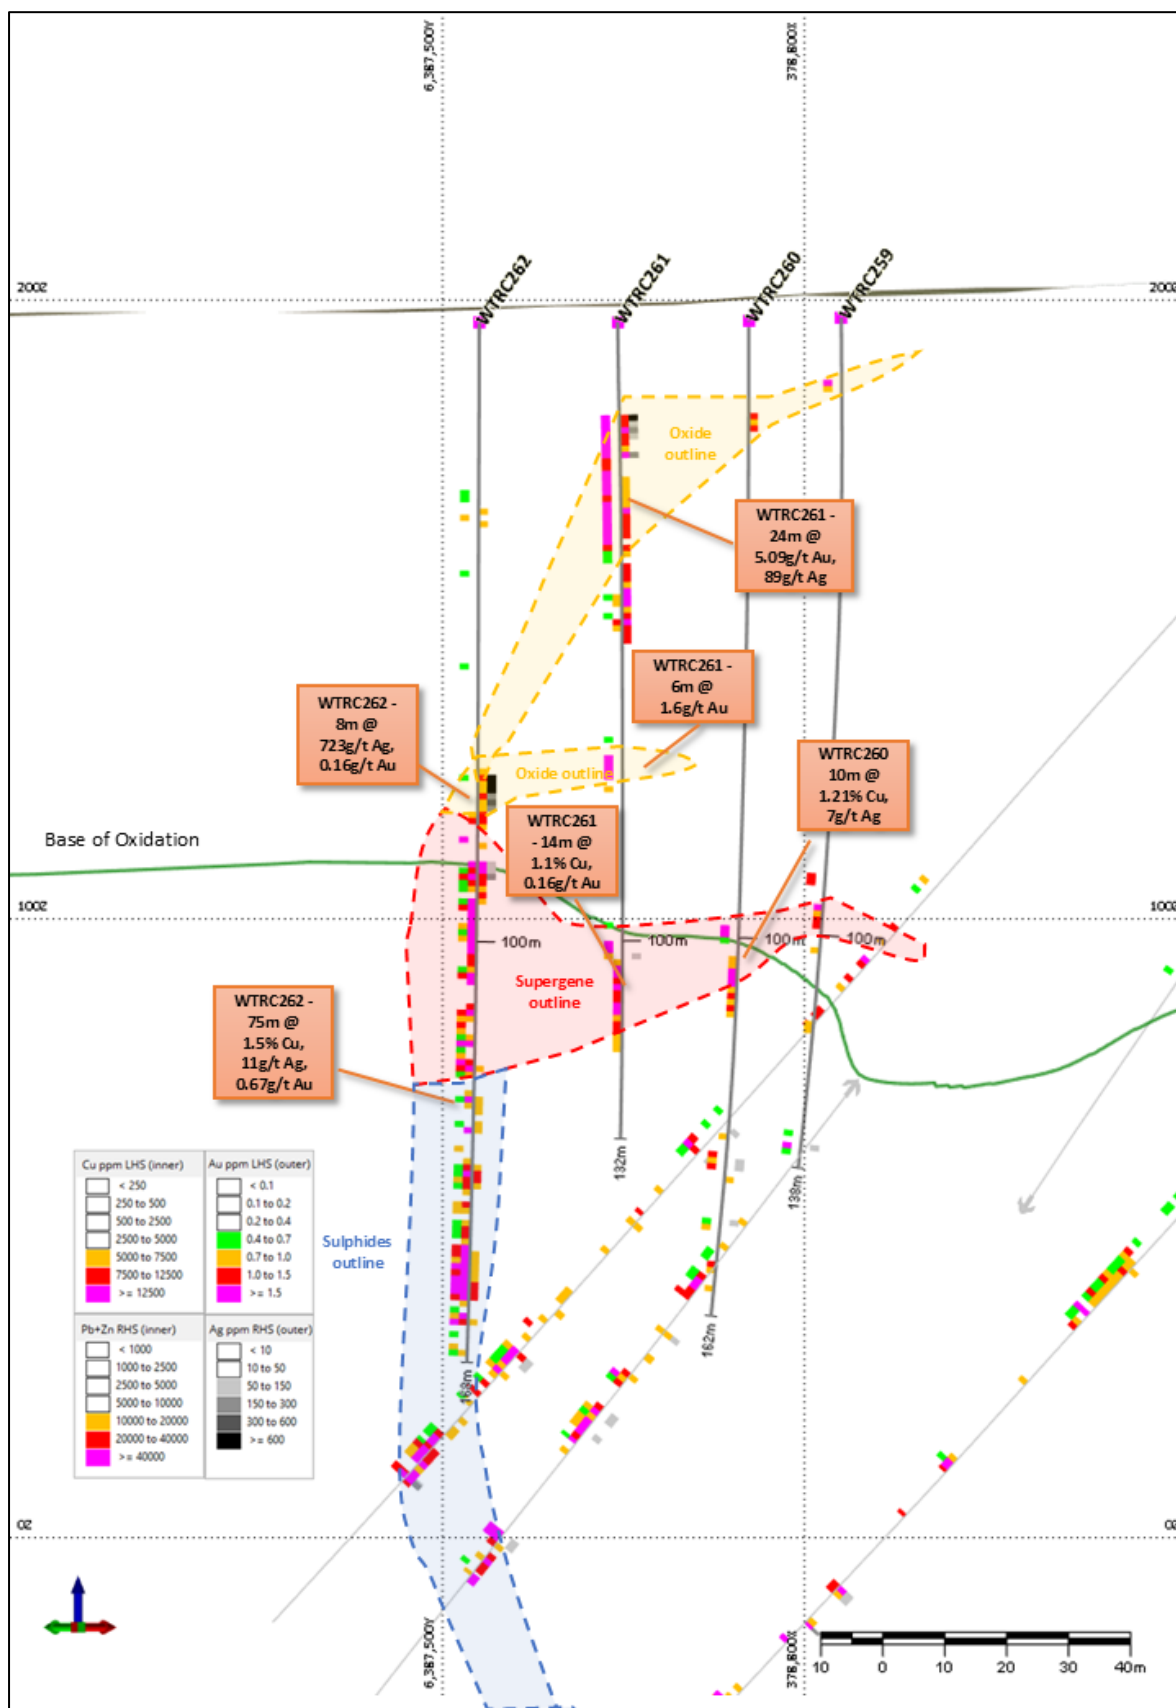 6,387,500Y
378,800X
WTRC262
WTRC261
WTRC260
WTRC259
200Z
200Z
Oxide
outline
WTRC261 -
24m @
5.09g/t Au,
89g/t Ag
WTRC261 -
6m @
1.6g/t Au
WTRC262 -
8m @
723g/t Ag,
0.16g/t Au
Oxide outline
WTRC260
10m @
1.21% Cu,
7g/t Ag
WTRC261
- 14m @
1.1% Cu,
0.16g/t Au
Base of Oxidation
100Z
100Z
100m
100m
100m
100m
Supergene
outline
WTRC262 -
75m @
1.5% Cu,
11g/t Ag,
0.67g/t Au
132m
138m
162m
168m
Sulphides
outline
Cu ppm LHS (inner)
< 250
250 to 500
500 to 2500
2500 to 5000
5000 to 7500
7500 to 12500
>= 12500
Au ppm LHS (outer)
< 0.1
0.1 to 0.2
0.2 to 0.4
0.4 to 0.7
0.7 to 1.0
1.0 to 1.5
>= 1.5
Pb+Zn RHS (inner)
< 1000
1000 to 2500
2500 to 5000
5000 to 10000
10000 to 20000
20000 to 40000
>= 40000
Ag ppm RHS (outer)
< 10
10 to 50
50 to 150
150 to 300
300 to 600
>= 600
0Z
0Z
6,387,500Y
378,800X
10 0 10 20 30 40m